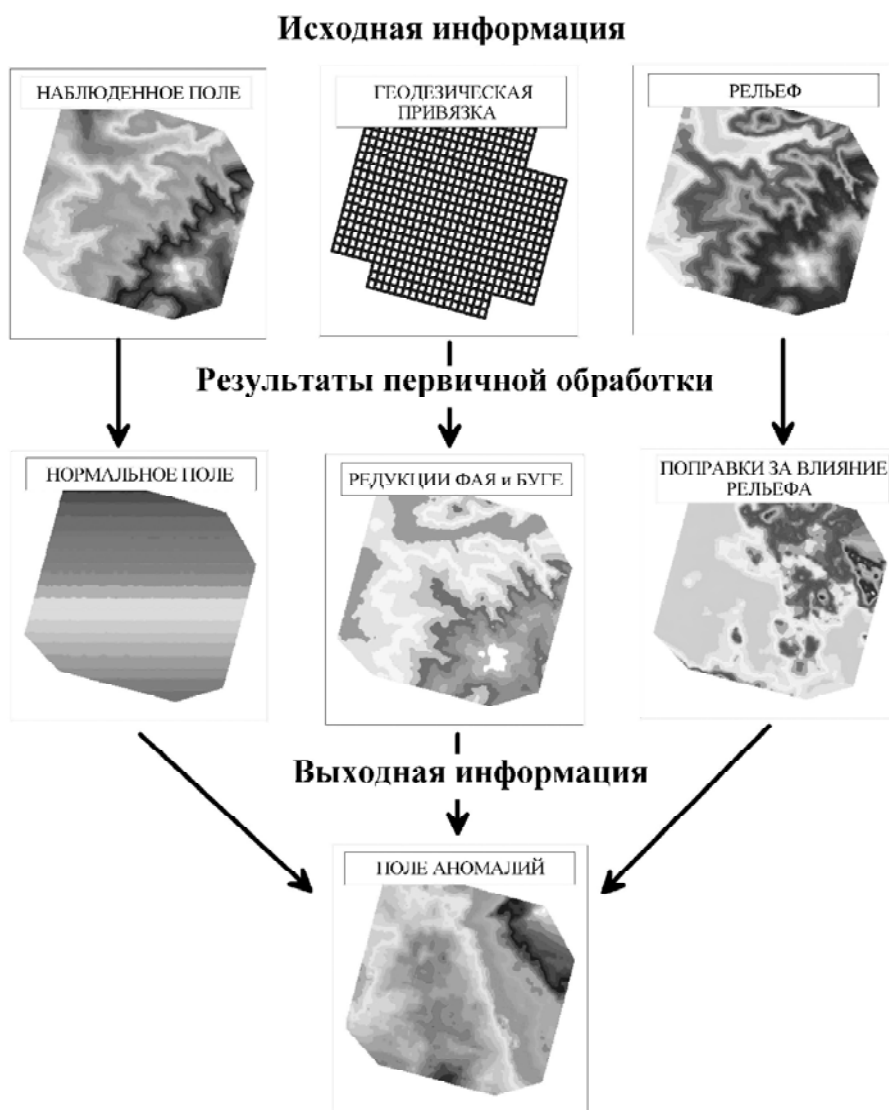 Исходная информация
НАБЛЮДЕННОЕ ПОЛЕ
ГЕОДЕЗИЧЕСКАЯ
ПРИВЯЗКА
РЕЛЬЕФ
Результаты первичной обработки
НОРМАЛЬНОЕ ПОЛЕ
РЕДУКЦИИ ФАЯ и БУГЕ
ПОПРАВКИ ЗА ВЛИЯНИЕ
РЕЛЬЕФА
Выходная информация
ПОЛЕ АНОМАЛИЙ